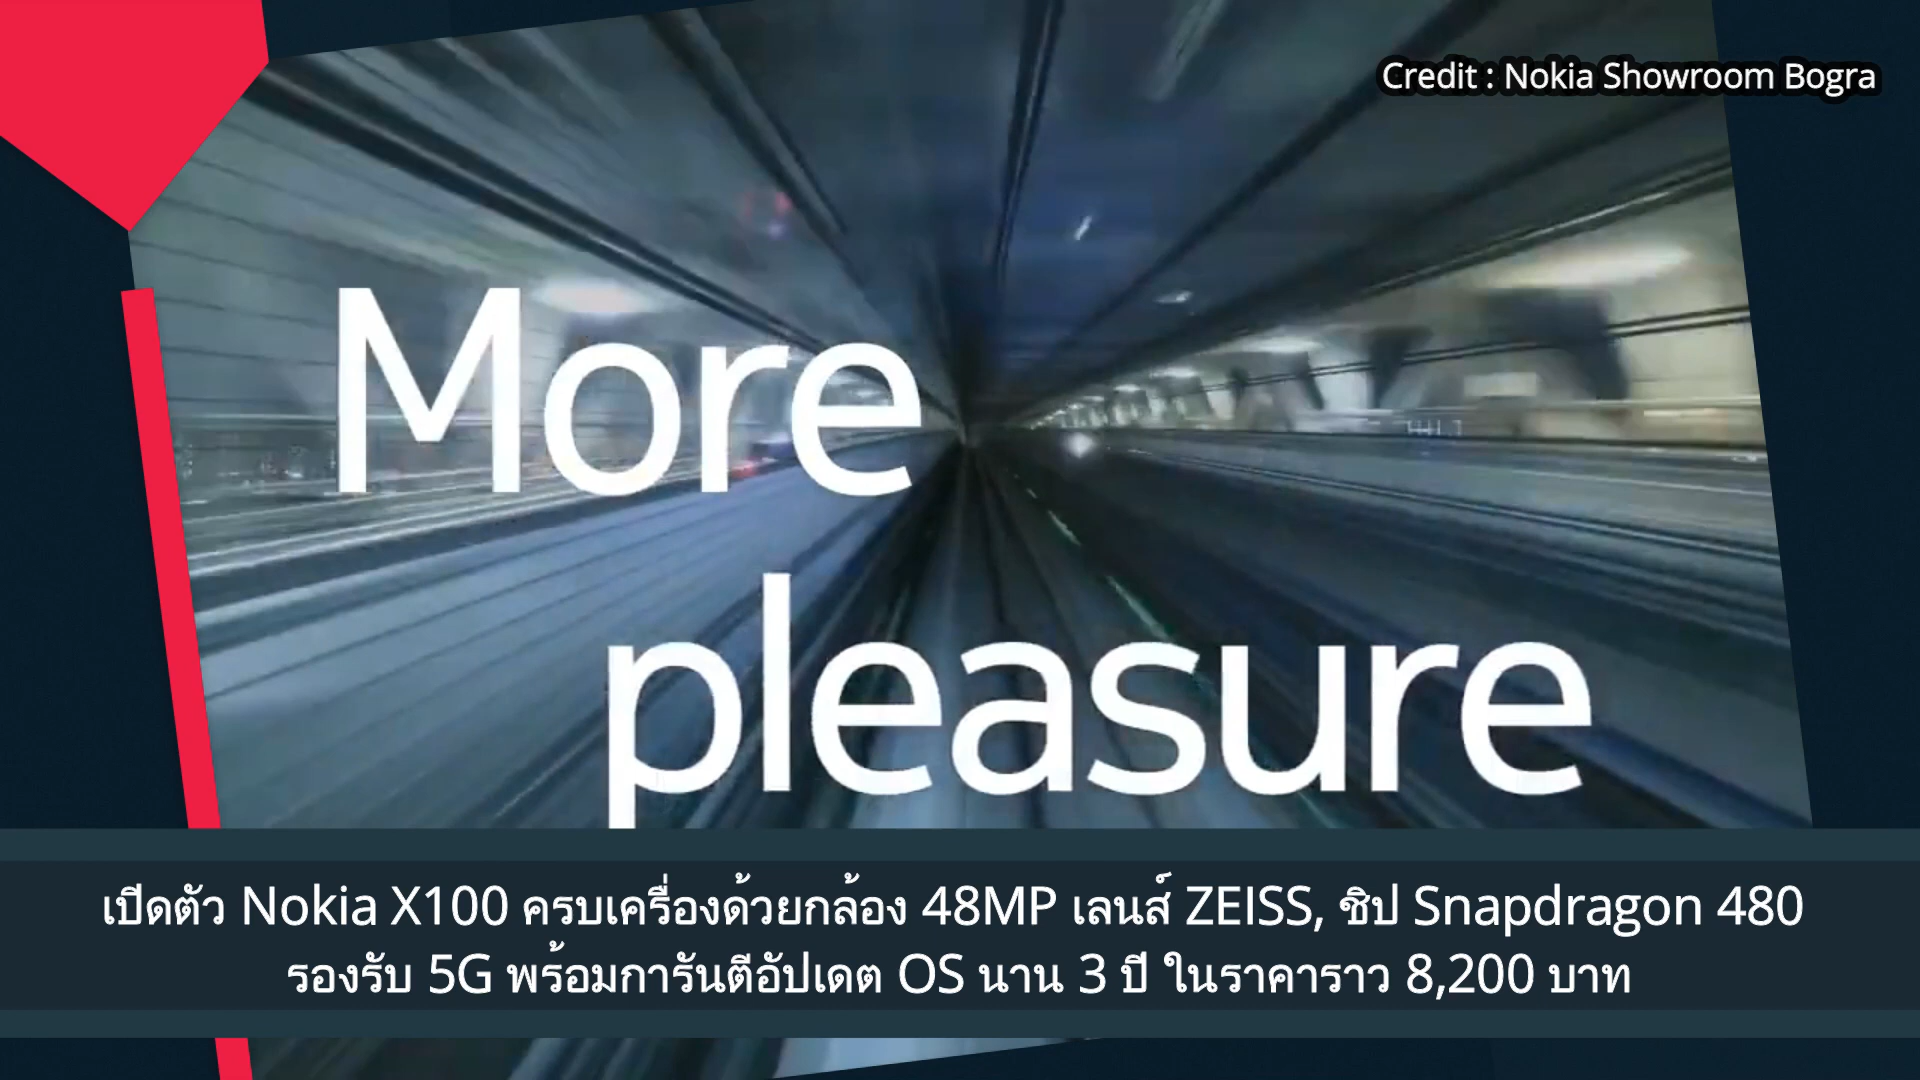 Credit : Nokia Showroom Bogra
More
pleasure
เปิดตัว Nokia X100 ครบเครื่องด้วยกล้อง 48MP เลนส์ ZEISS, ชิป Snapdragon 480
รองรับ 5G พร้อมการันตีอัปเดต OS นาน 3 ปี ในราคาราว 8,200 บาท